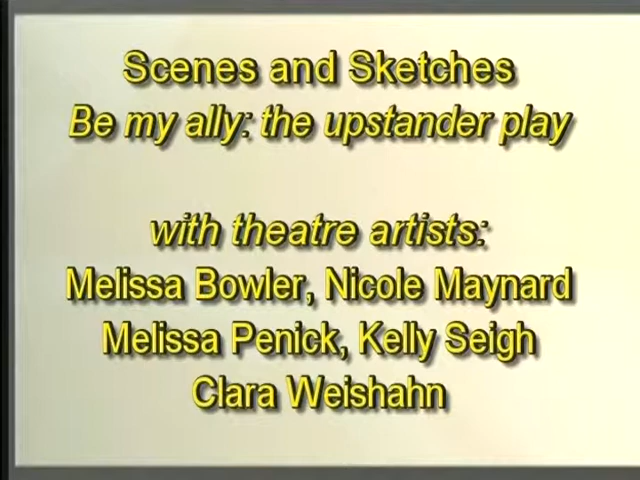 Scenes and Sketches
Be my ally: the upstander play
with theatre artists:
Melissa Bowler, Nicole Maynard
Melissa Penick, Kelly Seigh
Clara Weishahn